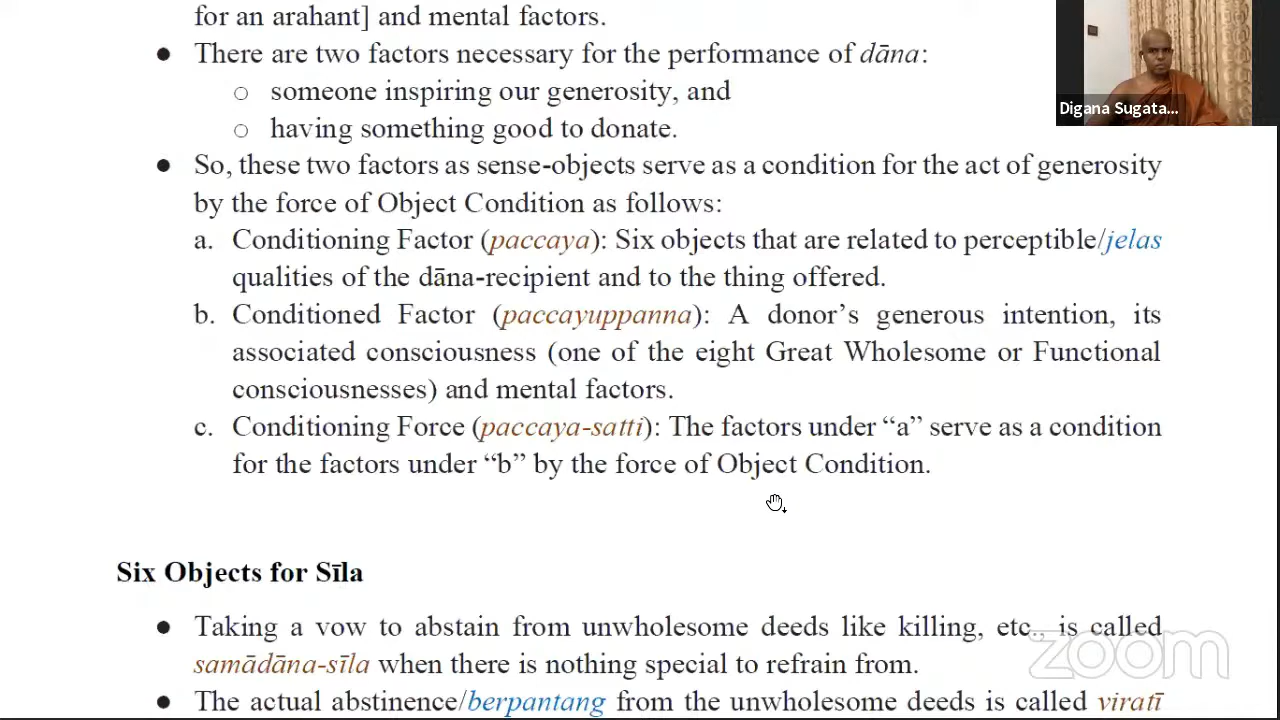 for an arahant] and mental factors.
● There are two factors necessary for the performance of dāna:
○ someone inspiring our generosity, and
○ having something good to donate.
● So, these two factors as sense-objects serve as a condition for the act of generosity
by the force of Object Condition as follows:
a. Conditioning Factor (paccaya): Six objects that are related to perceptible/jelas
qualities of the dāna-recipient and to the thing offered.
b. Conditioned Factor (paccayuppanna): A donor’s generous intention, its
associated consciousness (one of the eight Great Wholesome or Functional
consciousnesses) and mental factors.
c. Conditioning Force (paccaya-satti): The factors under “a” serve as a condition
for the factors under “b” by the force of Object Condition.
Six Objects for Sīla
● Taking a vow to abstain from unwholesome deeds like killing, etc., is called
samādāna-sīla when there is nothing special to refrain from.
● The actual abstinence/berpantang from the unwholesome deeds is called viratī
Digana Sugata...
zoom